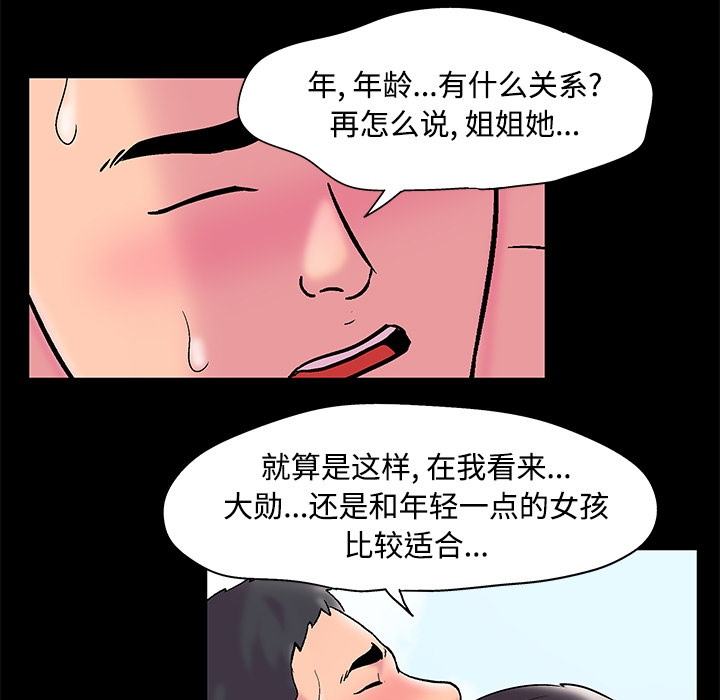 年, 年龄...有什么关系?
再怎么说, 姐姐她...
就算是这样, 在我看来...
大勋...还是和年轻一点的女孩
比较适合...